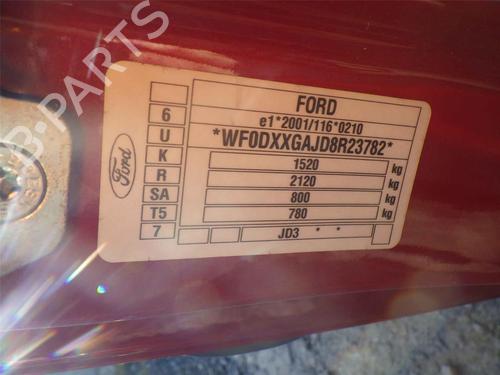 FORD
e1*2001/116*0210
*WF0DXXGAJD8R23782*
6
U
K 1520 kg
R 2120 kg
SA 800 kg
T5 780 kg
7 JD3 * *
Ford
B-PARTS